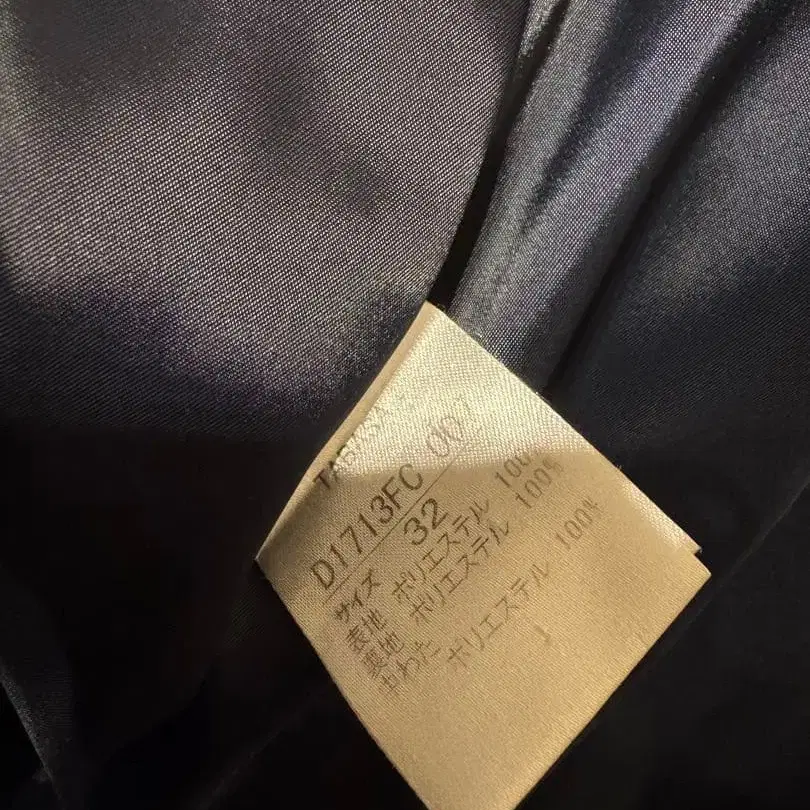 D1713FC 007
サイズ 32
表地 ポリエステル 100%
裏地 ポリエステル 100%
中わた ポリエステル 100%